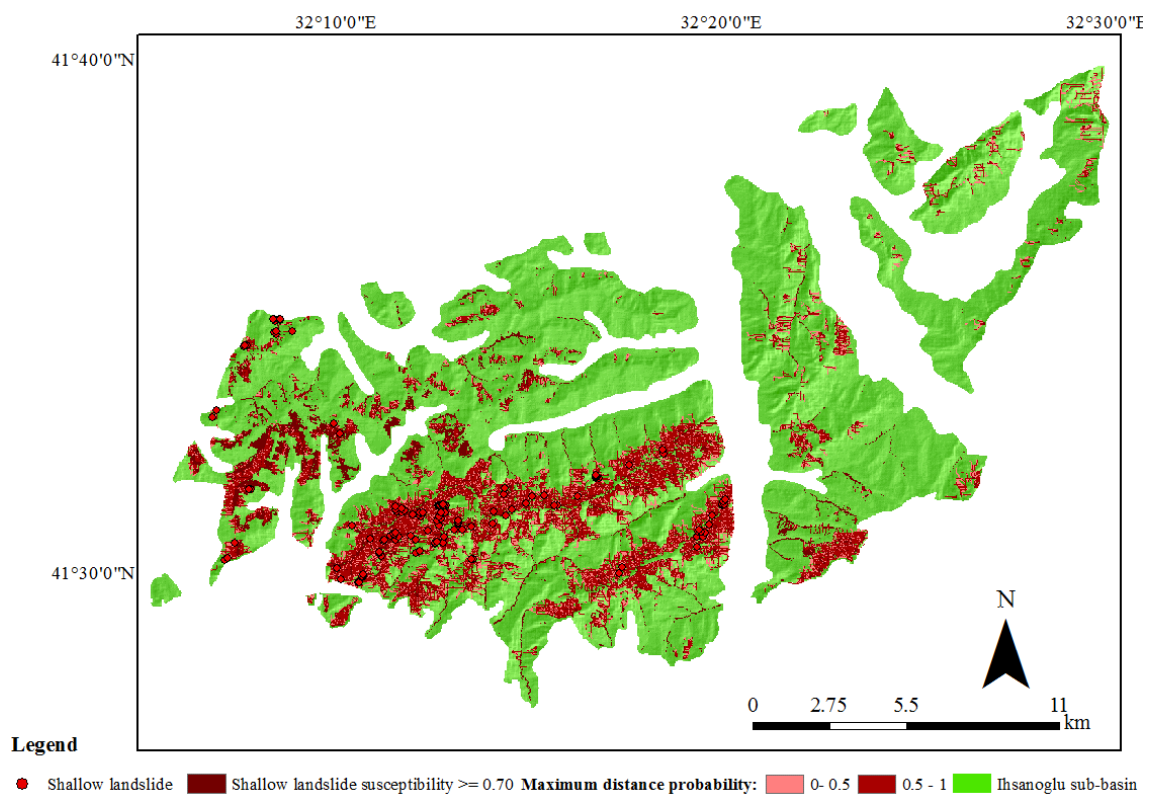 32°10'0"E 32°20'0"E 32°30'0"E
41°40'0"N
41°30'0"N
N
0 2.75 5.5 11
km
Legend
Shallow landslide Shallow landslide susceptibility >= 0.70 Maximum distance probability: 0- 0.5 0.5 - 1 Ihsanoglu sub-basin